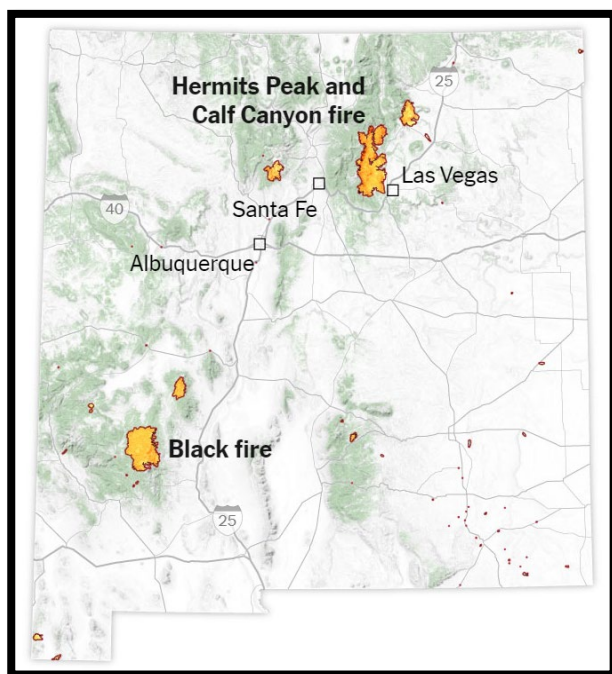 Hermits Peak and
Calf Canyon fire
25
Las Vegas
40
Santa Fe
Albuquerque
Black fire
25